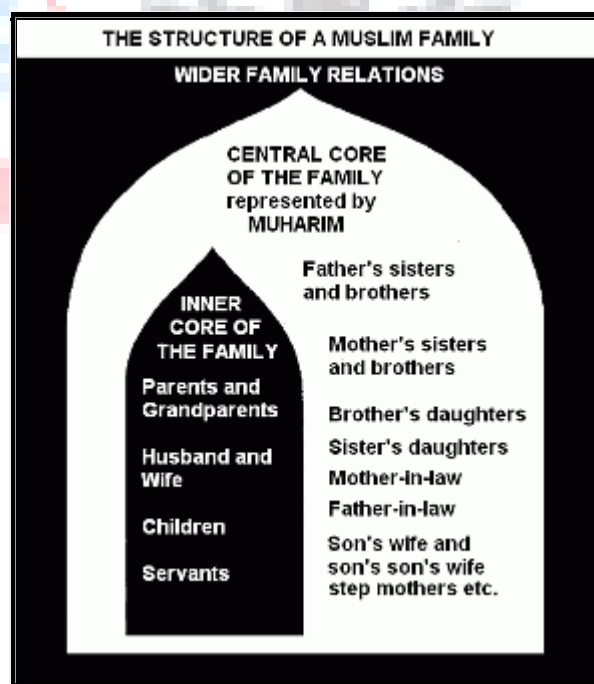 THE STRUCTURE OF A MUSLIM FAMILY
WIDER FAMILY RELATIONS
CENTRAL CORE
OF THE FAMILY
represented by
MUHARIM
INNER
CORE OF
THE FAMILY
Parents and
Grandparents
Husband and
Wife
Children
Servants
Father's sisters
and brothers
Mother's sisters
and brothers
Brother's daughters
Sister's daughters
Mother-in-law
Father-in-law
Son's wife and
son's son's wife
step mothers etc.